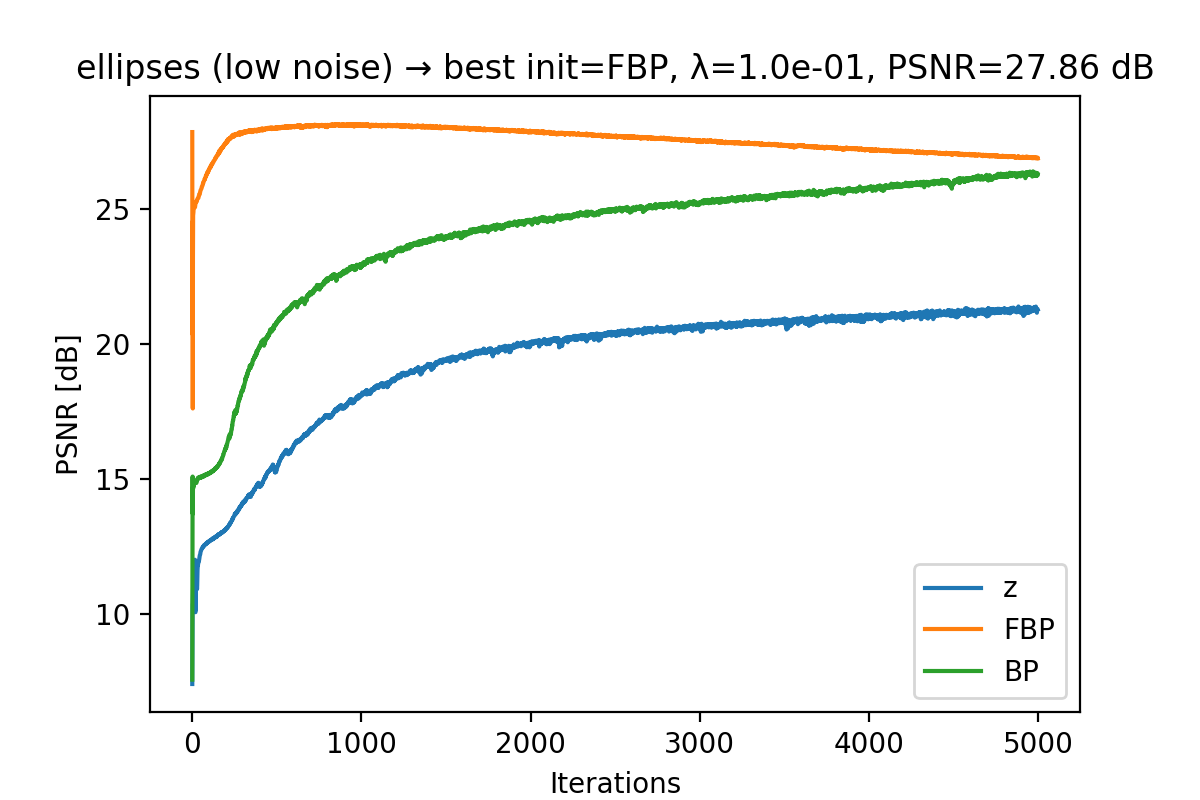 ellipses (low noise) → best init=FBP, λ=1.0e-01, PSNR=27.86 dB
PSNR [dB]
25
20
15
10
z
FBP
BP
0 1000 2000 3000 4000 5000
Iterations